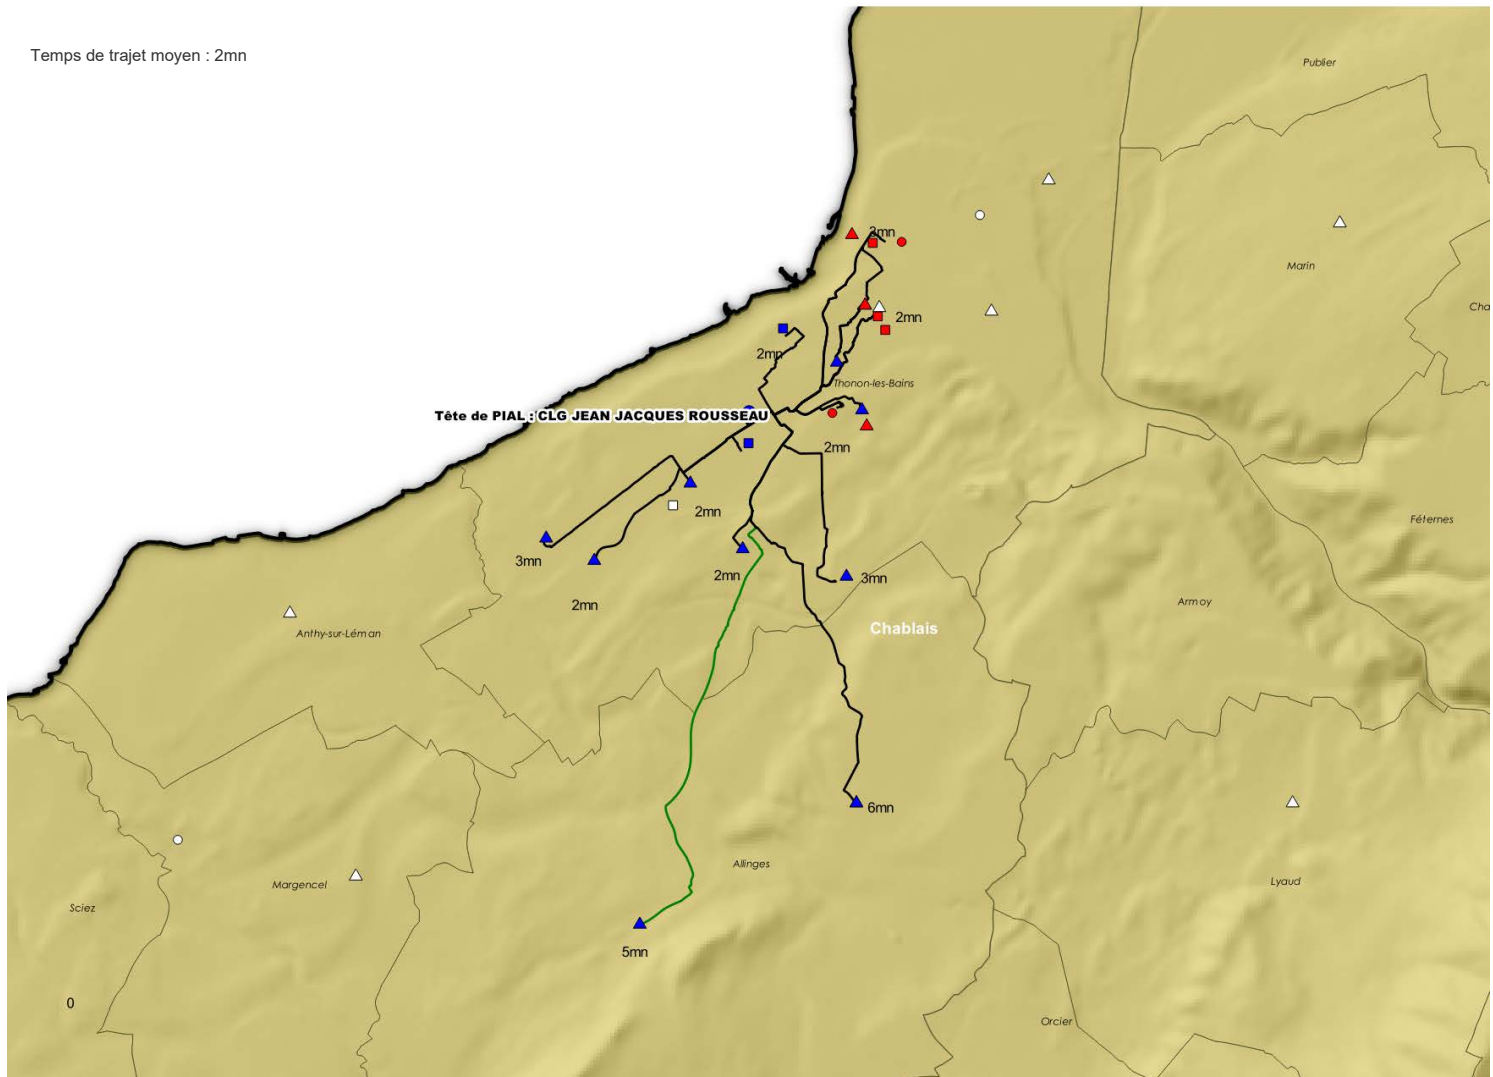 Temps de trajet moyen : 2mn
Publier
3mn
Marin
Cha
2mn
2mn
Thonon-les-Bains
Tête de PIAL : CLG JEAN JACQUES ROUSSEAU
2mn
2mn
Féternes
3mn
2mn
3mn
2mn
Armoy
Chablais
Anthy-sur-Léman
6mn
Allinges
Margencel
Lyaud
Sciez
5mn
0
Orcier